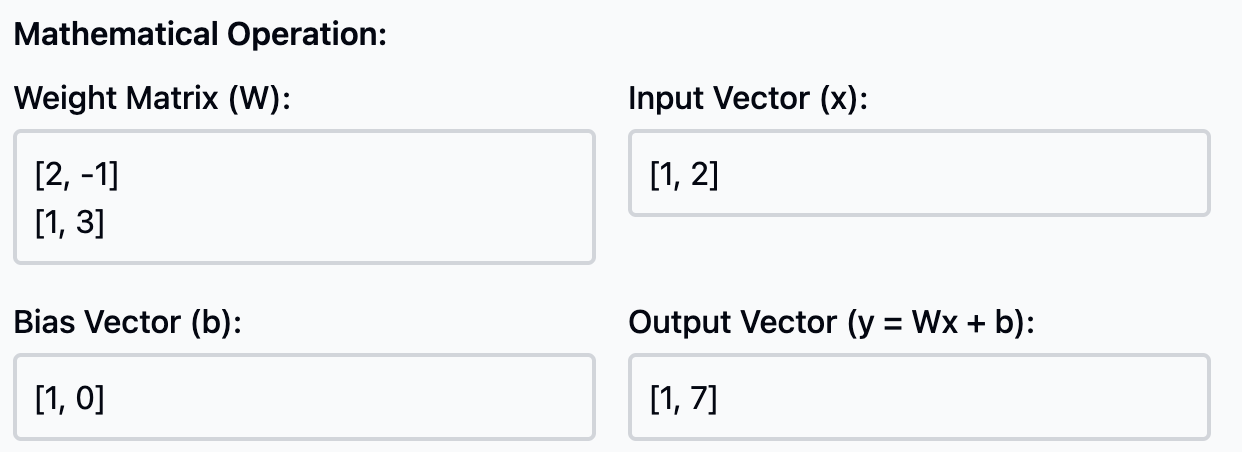 Mathematical Operation:
Weight Matrix (W):
[2, -1]
[1, 3]
Input Vector (x):
[1, 2]
Bias Vector (b):
[1, 0]
Output Vector (y = Wx + b):
[1, 7]